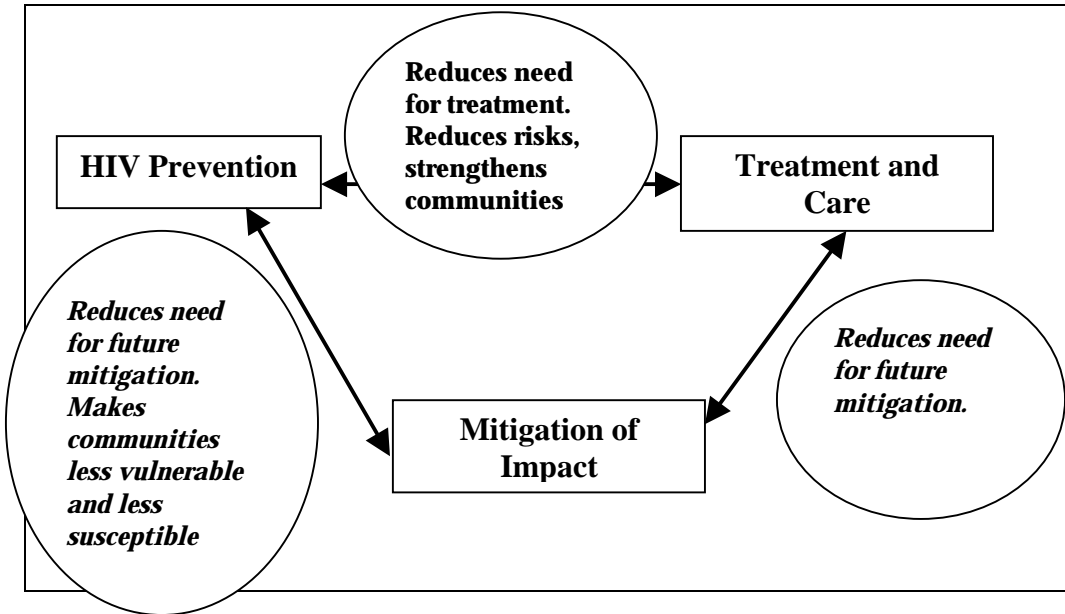 Reduces need
for treatment.
Reduces risks,
strengthens
communities
HIV Prevention
Treatment and
Care
Reduces need
for future
mitigation.
Makes
communities
less vulnerable
and less
susceptible
Reduces need
for future
mitigation.
Mitigation of
Impact